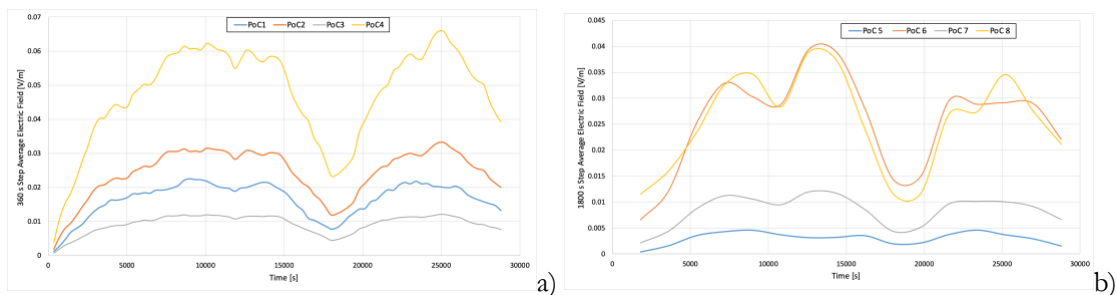 PoC1 PoC2 PoC3 PoC4
360 s Step Average Electric Field [V/m]
0.07
0.06
0.05
0.04
0.03
0.02
0.01
0
0 5000 10000 15000 20000 25000 30000
Time [s]
a)
PoC 5 PoC 6 PoC 7 PoC 8
1800 s Step Average Electric Field [V/m]
0.045
0.04
0.035
0.03
0.025
0.02
0.015
0.01
0.005
0
0 5000 10000 15000 20000 25000 30000
Time [s]
b)